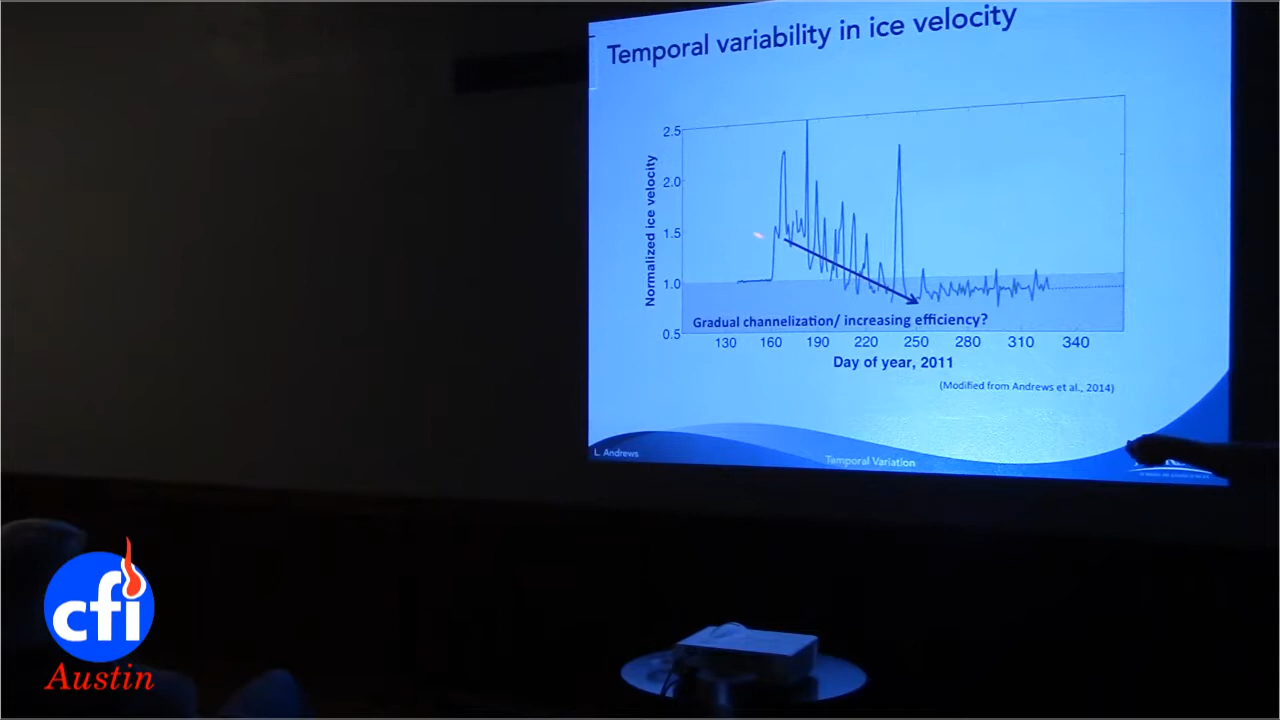 Temporal variability in ice velocity
Normalized ice velocity
2.5
2.0
1.5
1.0
0.5
Gradual channelization/ increasing efficiency?
130 160 190 220 250 280 310 340
Day of year, 2011
(Modified from Andrews et al., 2014)
L. Andrews
Temporal Variation
cfi
Austin